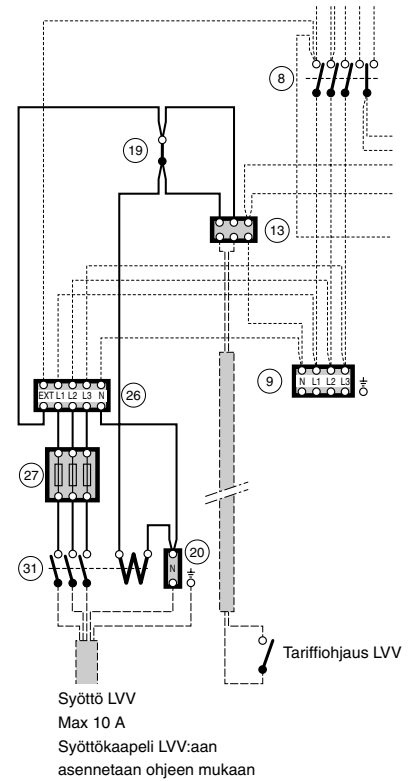 8
19
13
EXT L1 L2 L3 N
26
9
N L1 L2 L3
27
31
N
20
Tariffiohjaus LVV
Syöttö LVV
Max 10 A
Syöttökaapeli LVV:aan
asennetaan ohjeen mukaan